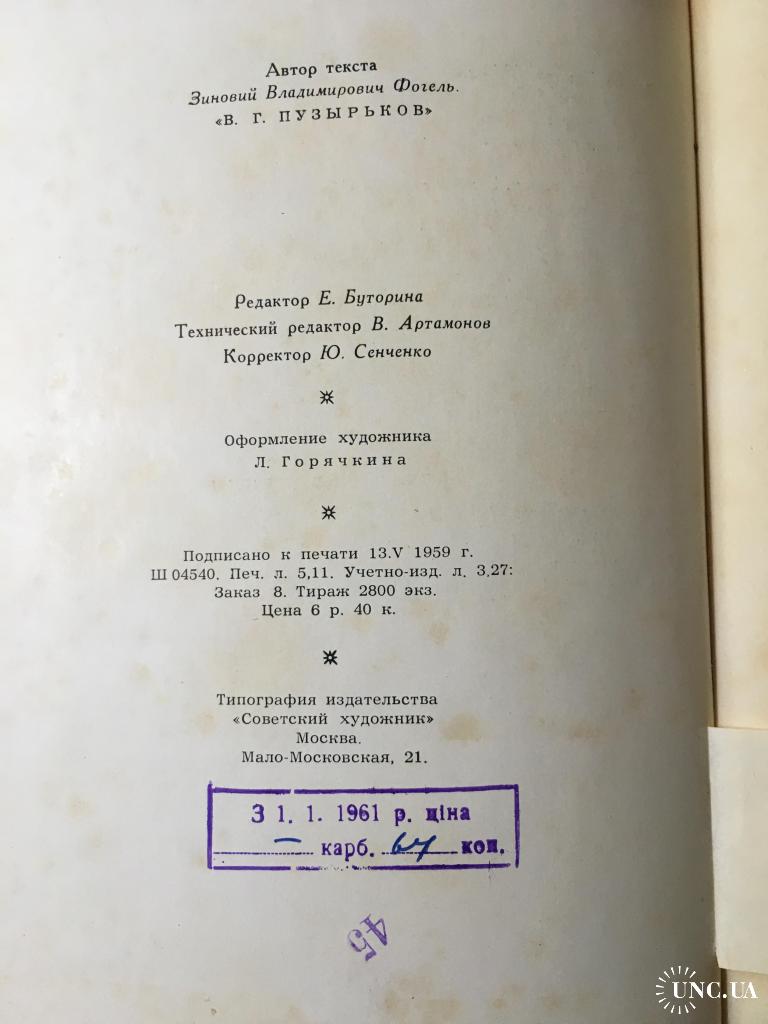 Автор текста
Зиновий Владимирович Фогель.
«В. Г. ПУЗЫРЬКОВ»
Редактор Е. Буторина
Технический редактор В. Артамонов
Корректор Ю. Сенченко
Оформление художника
Л. Горячкина
Подписано к печати 13.V 1959 г.
Ш 04540. Печ. л. 5,11. Учетно-изд. л. 3,27:
Заказ 8. Тираж 2800 экз.
Цена 6 р. 40 к.
Типография издательства
«Советский художник»
Москва.
Мало-Московская, 21.
З 1. 1. 1961 р. ціна
— карб. 64 коп.
45
UNC.UA